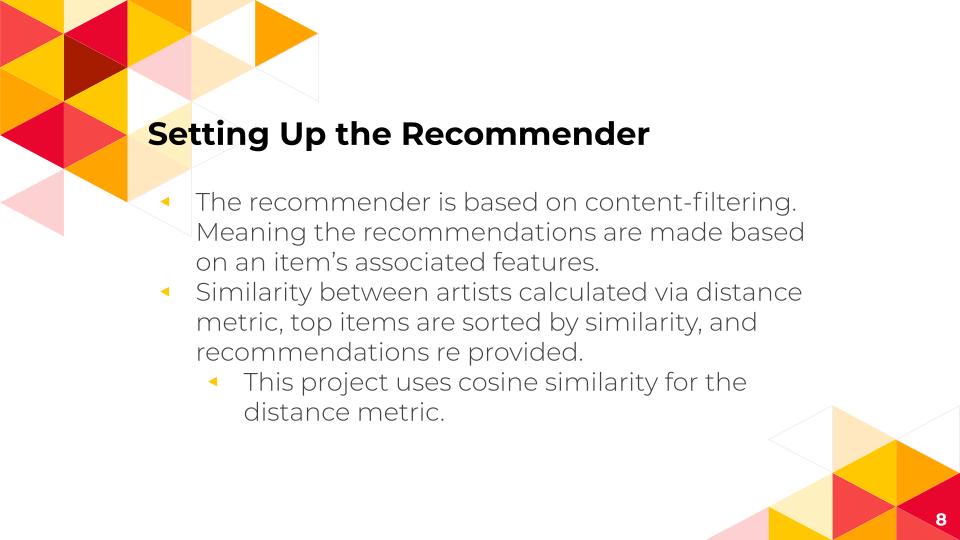 Setting Up the Recommender
The recommender is based on content-filtering.
Meaning the recommendations are made based
on an item’s associated features.
Similarity between artists calculated via distance
metric, top items are sorted by similarity, and
recommendations re provided.
This project uses cosine similarity for the
distance metric.
8